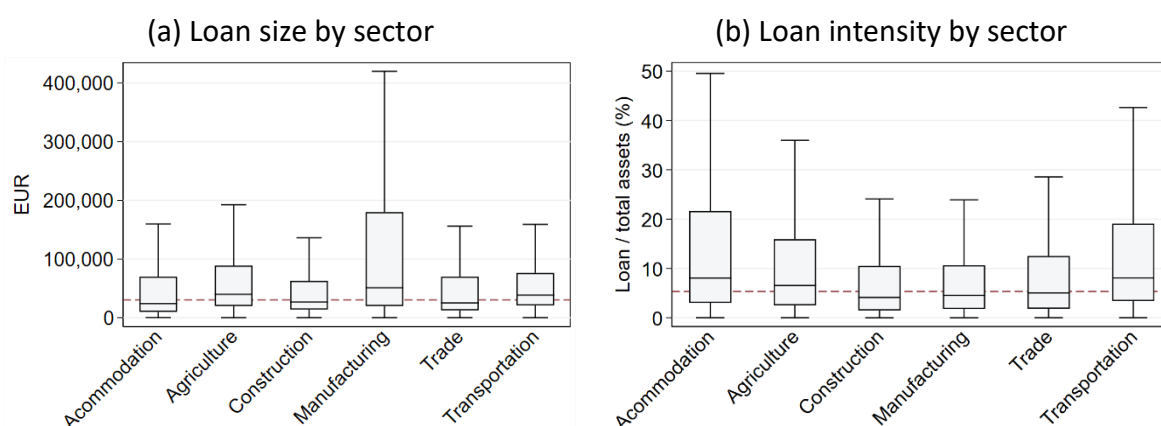 (a) Loan size by sector
EUR
400,000
300,000
200,000
100,000
0
Acommodation
Agriculture
Construction
Manufacturing
Trade
Transportation
(b) Loan intensity by sector
Loan / total assets (%)
50
40
30
20
10
0
Acommodation
Agriculture
Construction
Manufacturing
Trade
Transportation